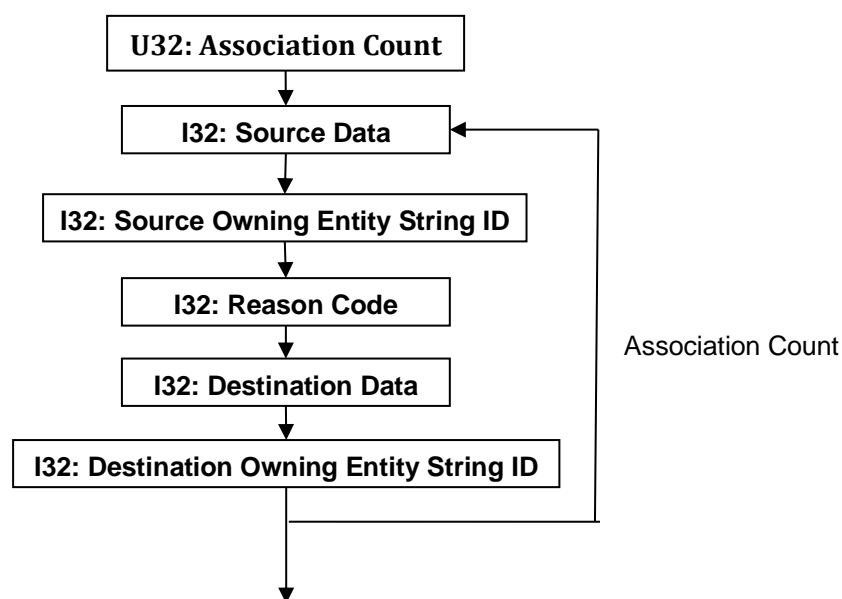 U32: Association Count
I32: Source Data
I32: Source Owning Entity String ID
I32: Reason Code
Association Count
I32: Destination Data
I32: Destination Owning Entity String ID